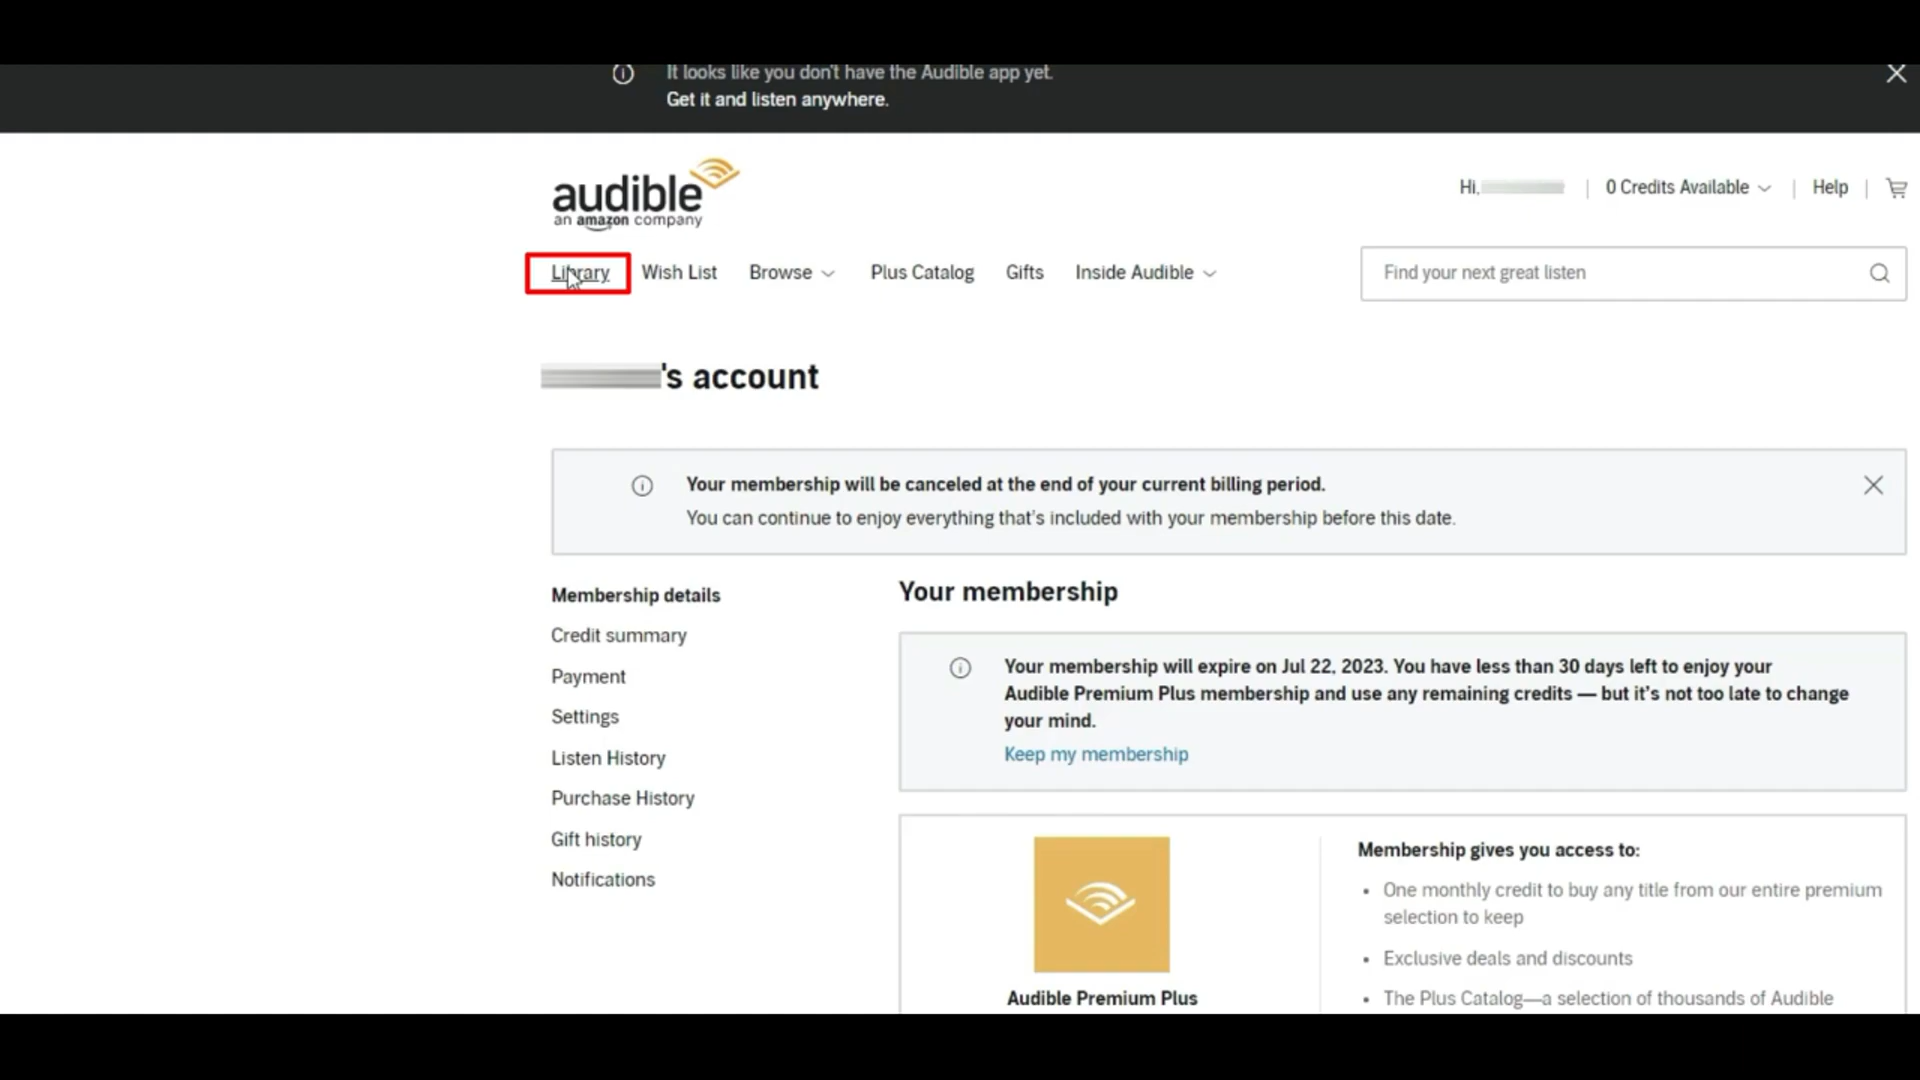 It looks like you don't have the Audible app yet.
Get it and listen anywhere.
audible
an amazon company
Hi,
0 Credits Available
Help
Library
Wish List
Browse
Plus Catalog
Gifts
Inside Audible
Find your next great listen
's account
Your membership will be canceled at the end of your current billing period.
You can continue to enjoy everything that's included with your membership before this date.
Membership details
Credit summary
Payment
Settings
Listen History
Purchase History
Gift history
Notifications
Your membership
Your membership will expire on Jul 22, 2023. You have less than 30 days left to enjoy your
Audible Premium Plus membership and use any remaining credits — but it's not too late to change
your mind.
Keep my membership
Audible Premium Plus
Membership gives you access to:
• One monthly credit to buy any title from our entire premium
selection to keep
• Exclusive deals and discounts
• The Plus Catalog—a selection of thousands of Audible